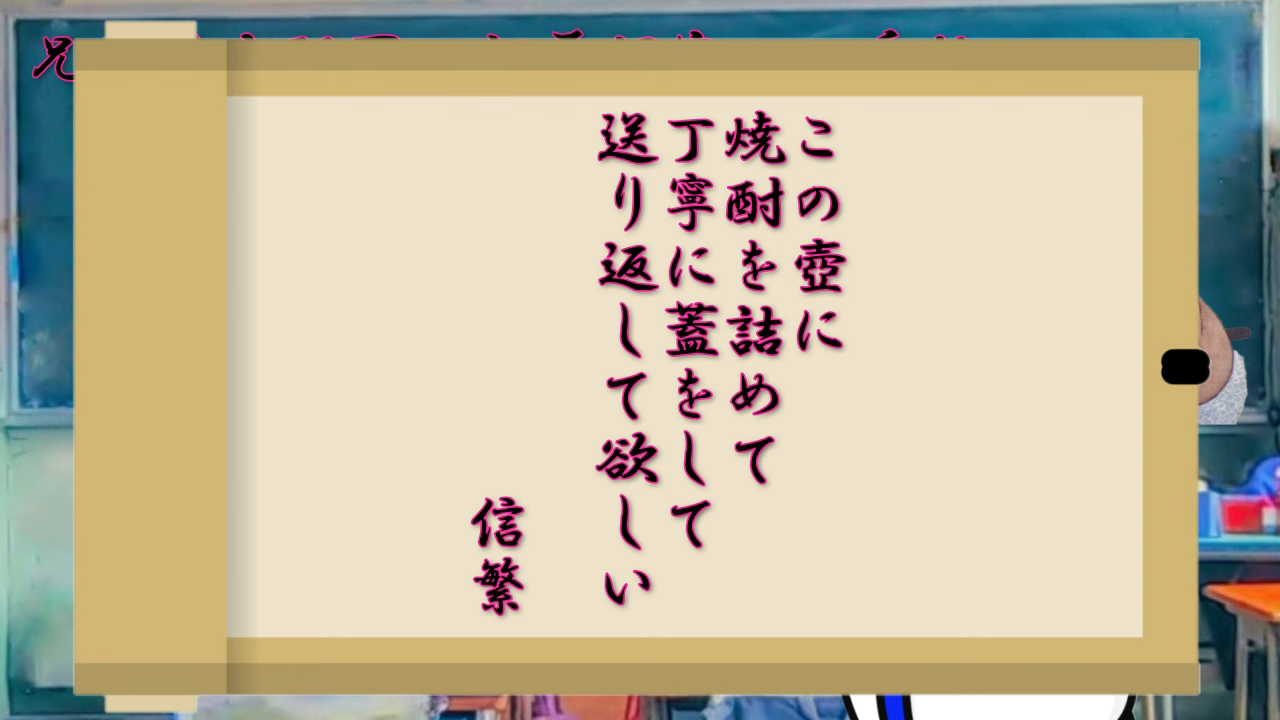 この壺に
焼酎を詰めて
丁寧に蓋をして
送り返して欲しい
信繁